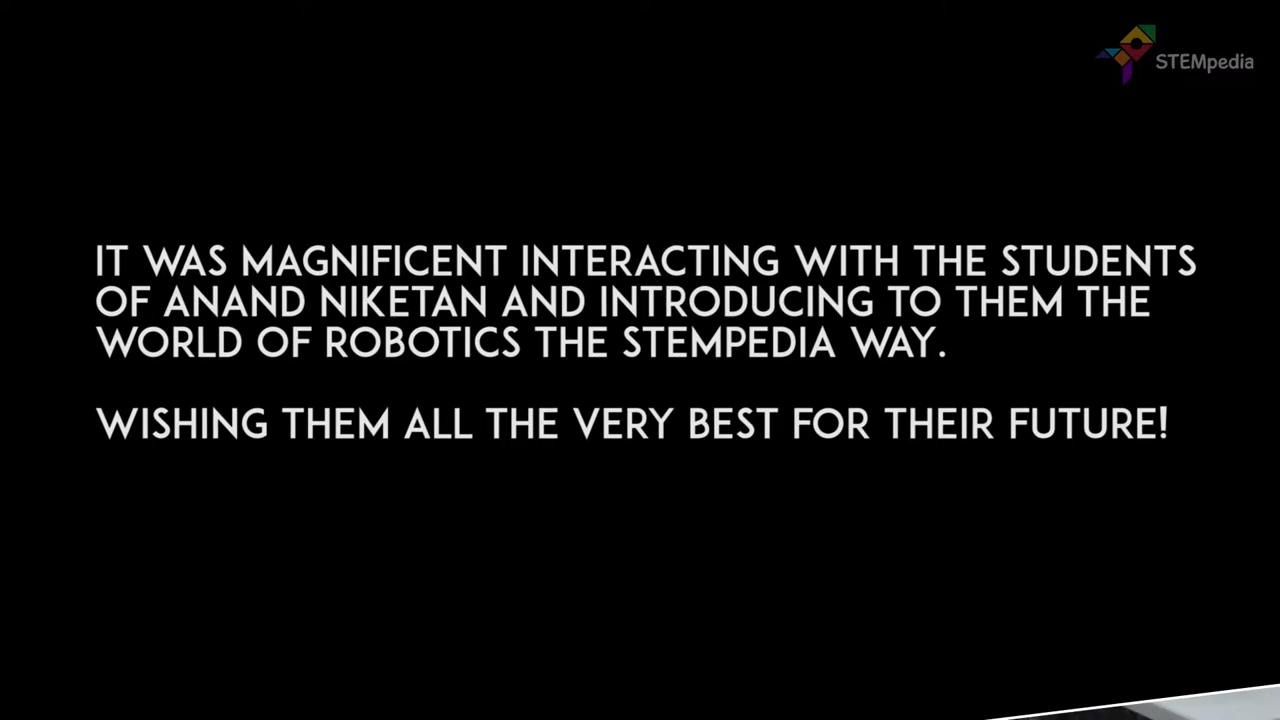 STEMpedia
IT WAS MAGNIFICENT INTERACTING WITH THE STUDENTS
OF ANAND NIKETAN AND INTRODUCING TO THEM THE
WORLD OF ROBOTICS THE STEMPEDIA WAY.
WISHING THEM ALL THE VERY BEST FOR THEIR FUTURE!